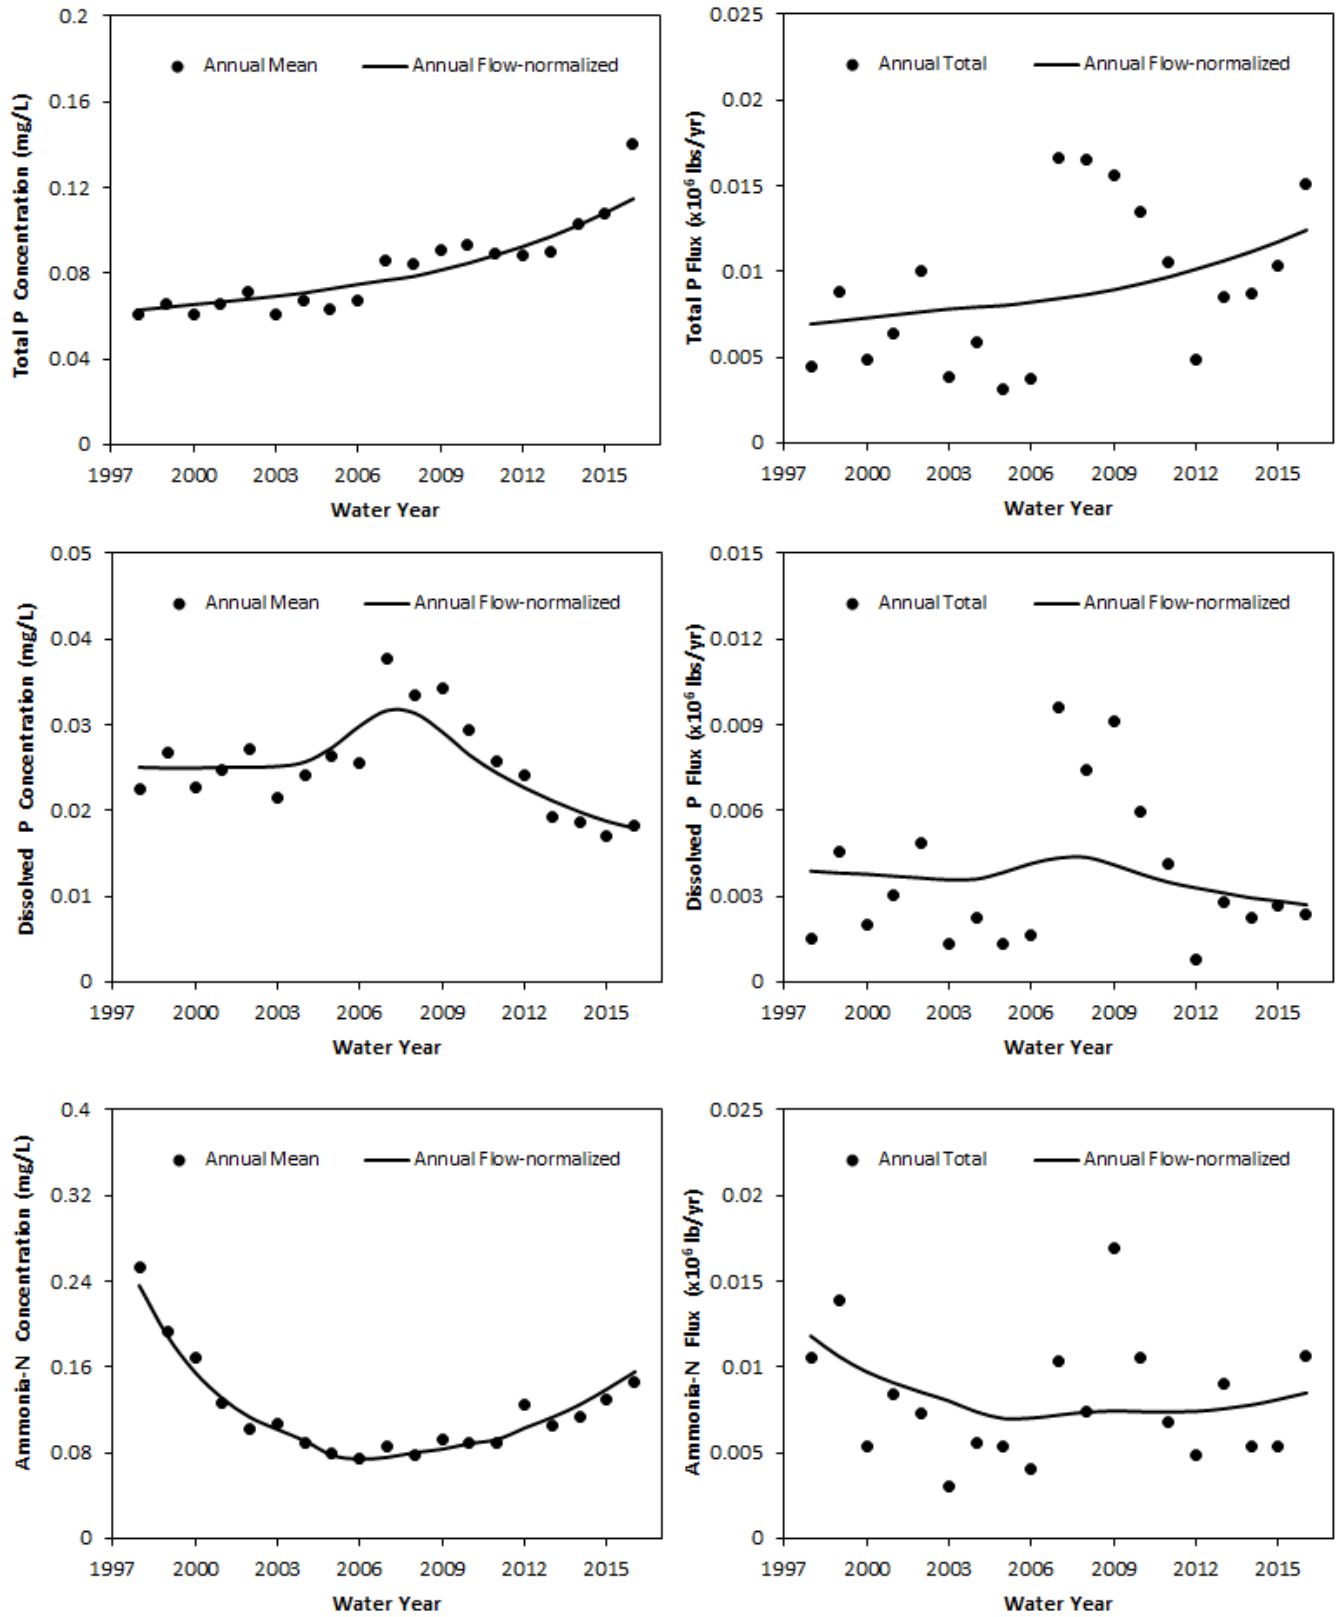 0.2
0.16
0.12
0.08
0.04
0
Total P Concentration (mg/L)
Annual Mean
Annual Flow-normalized
1997 2000 2003 2006 2009 2012 2015
Water Year
0.025
0.02
0.015
0.01
0.005
0
Total P Flux (x10⁶ lbs/yr)
Annual Total
Annual Flow-normalized
1997 2000 2003 2006 2009 2012 2015
Water Year
0.05
0.04
0.03
0.02
0.01
0
Dissolved P Concentration (mg/L)
Annual Mean
Annual Flow-normalized
1997 2000 2003 2006 2009 2012 2015
Water Year
0.015
0.012
0.009
0.006
0.003
0
Dissolved P Flux (x10⁶ lbs/yr)
Annual Total
Annual Flow-normalized
1997 2000 2003 2006 2009 2012 2015
Water Year
0.4
0.32
0.24
0.16
0.08
0
Ammonia-N Concentration (mg/L)
Annual Mean
Annual Flow-normalized
1997 2000 2003 2006 2009 2012 2015
Water Year
0.025
0.02
0.015
0.01
0.005
0
Ammonia-N Flux (x10⁶ lb/yr)
Annual Total
Annual Flow-normalized
1997 2000 2003 2006 2009 2012 2015
Water Year